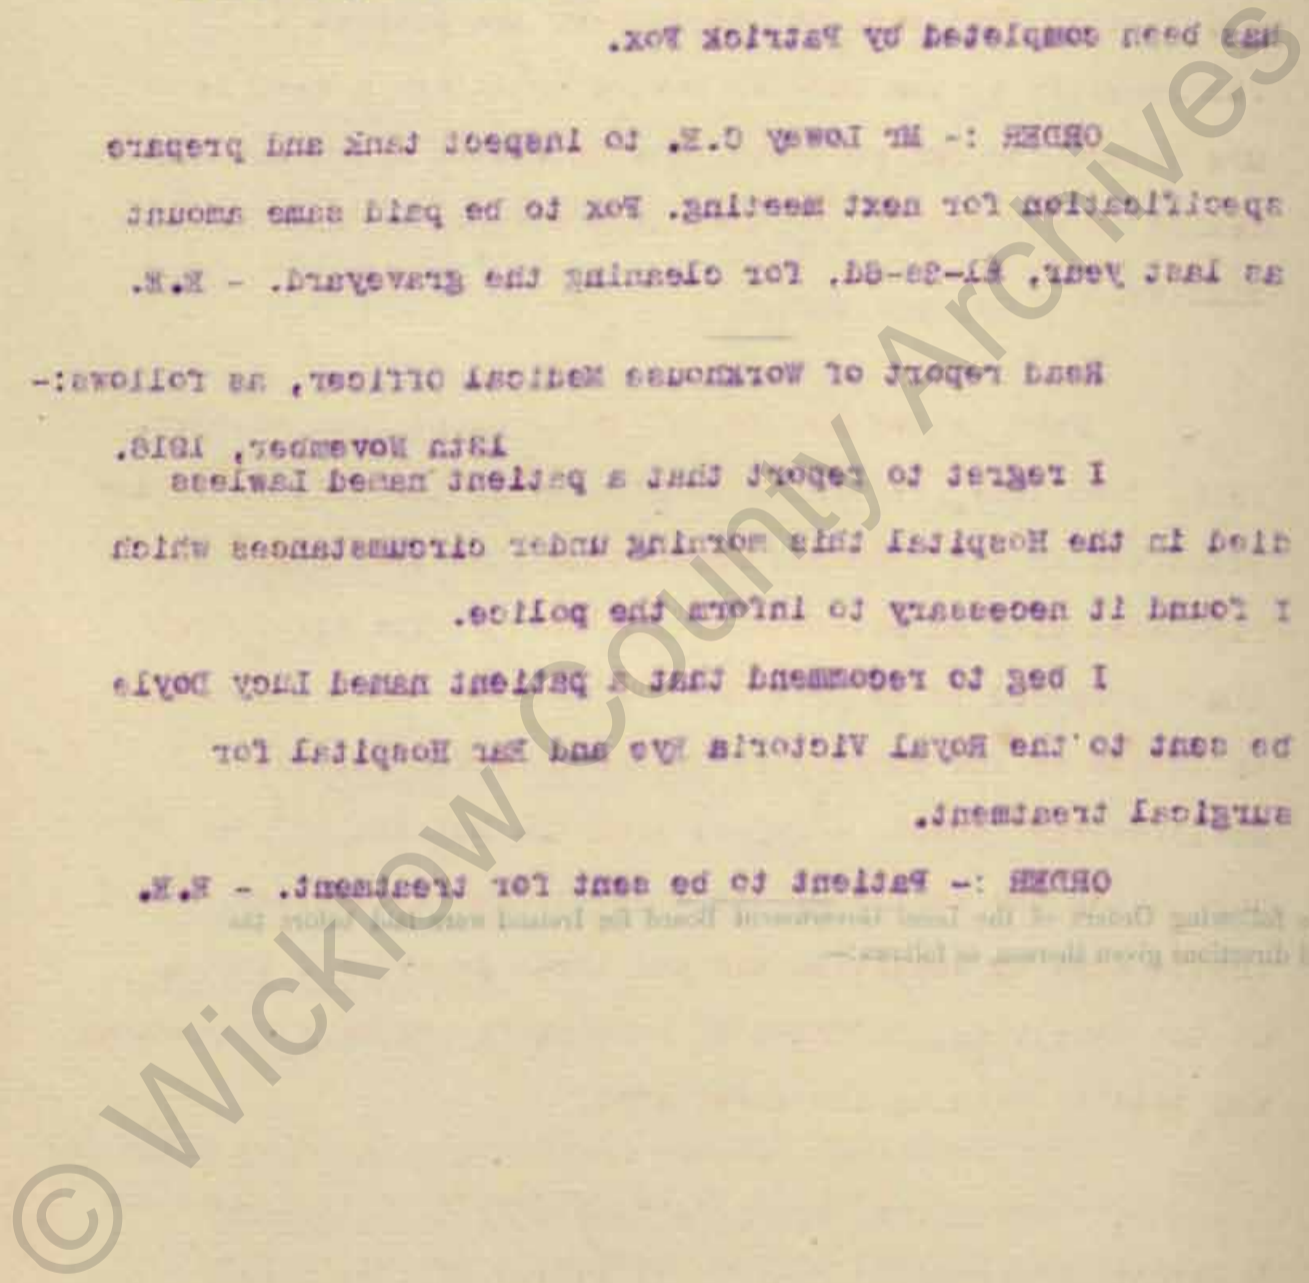 has been completed by Patrick Fox.
ORDER :- Mr Lowey C.E. to inspect tank and prepare
specification for next meeting. Fox to be paid same amount
as last year, for cleaning the graveyard. - E.E.
Read report of Workhouse Medical Officer, as follows:-
13th November, 1918.
I regret to report that a patient named Lawless
died in the Hospital this morning under circumstances which
I found it necessary to inform the police.
I beg to recommend that a patient named Lucy Doyle
be sent to the Royal Victoria Eye and Ear Hospital for
surgical treatment.
ORDER :- Patient to be sent for treatment. - E.E.
following Orders of the Local Government Board for Ireland were laid before the
directions given thereon, as follows:—
© Wicklow County Archives